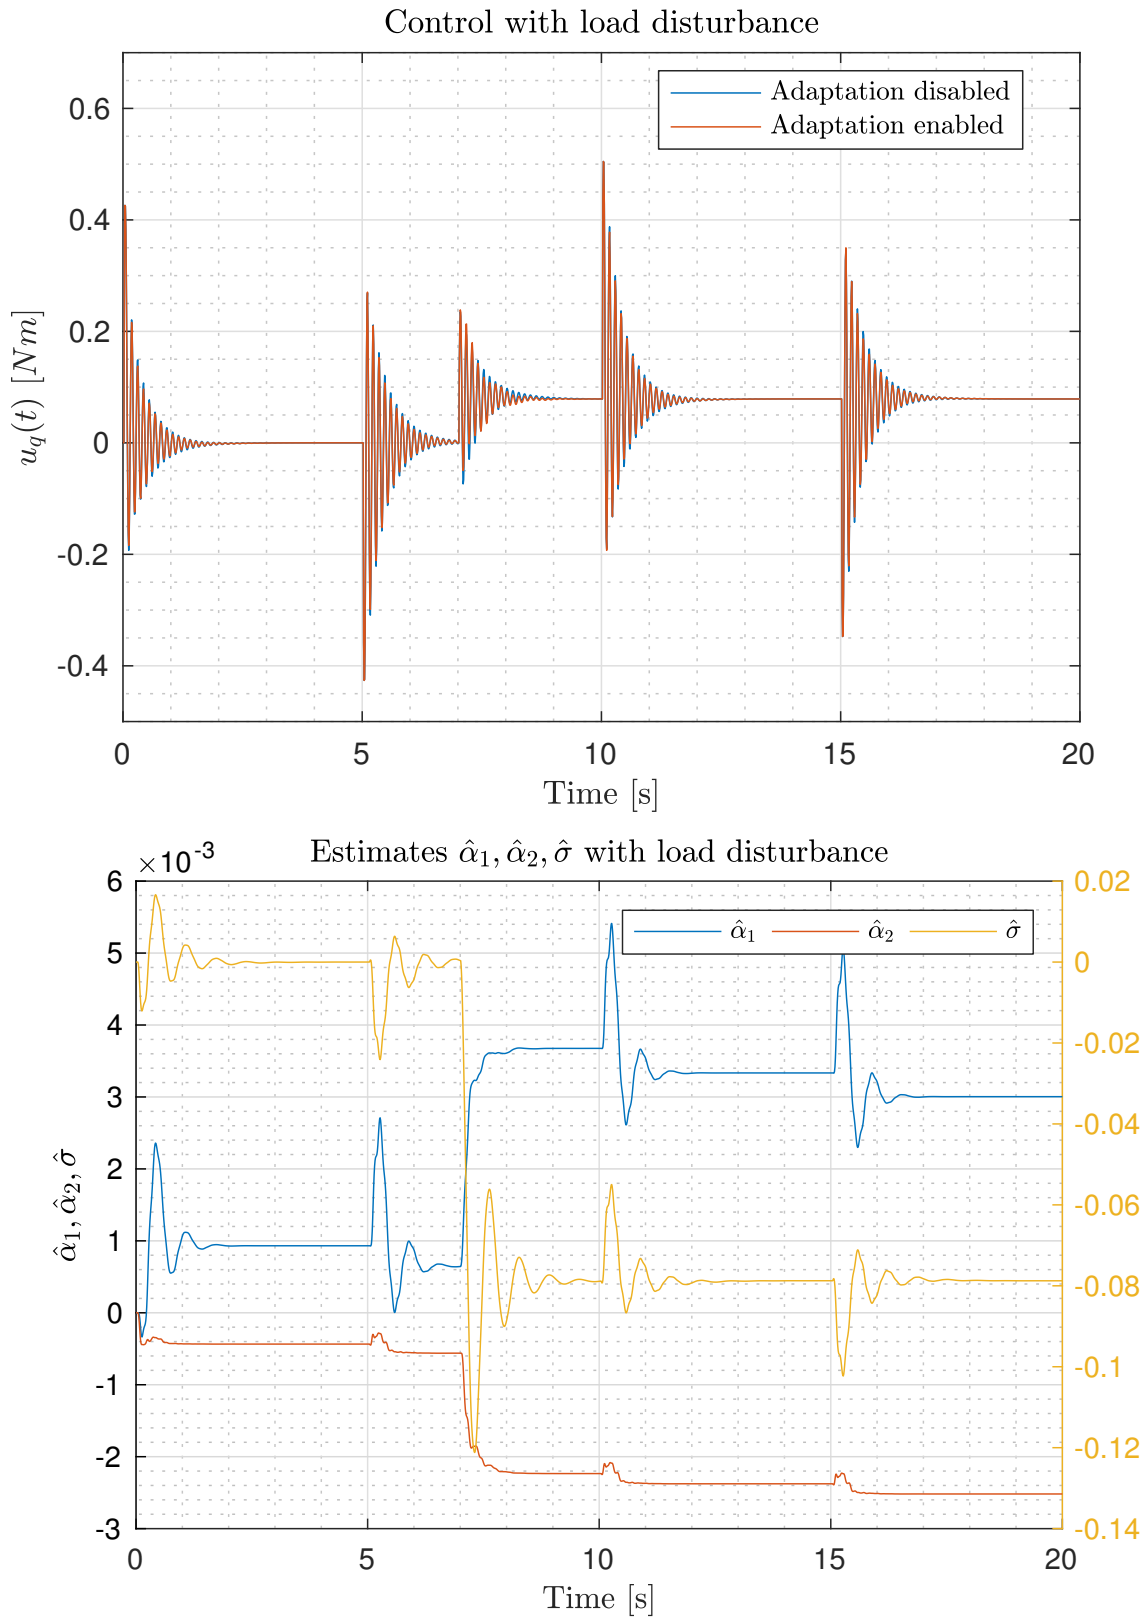 Control with load disturbance
Adaptation disabled
Adaptation enabled
0.6
0.4
0.2
0
-0.2
-0.4
u_q(t) [Nm]
0 5 10 15 20
Time [s]
×10⁻³
Estimates α̂₁, α̂₂, σ̂ with load disturbance
α̂₁ α̂₂ σ̂
6
5
4
3
2
1
0
-1
-2
-3
α̂₁, α̂₂, σ̂
0.02
0
-0.02
-0.04
-0.06
-0.08
-0.1
-0.12
-0.14
0 5 10 15 20
Time [s]